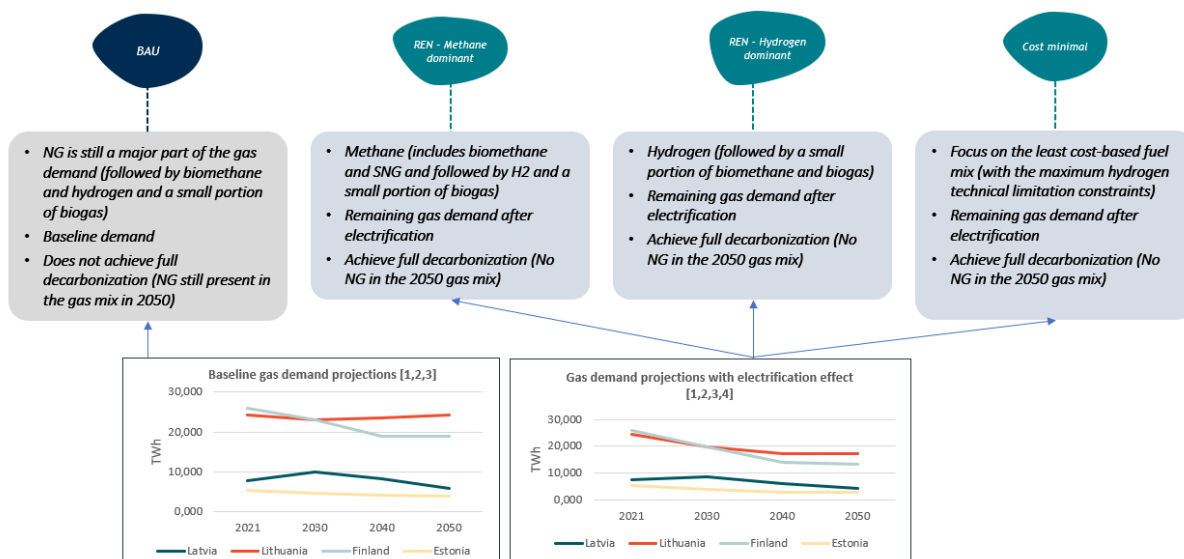 BAU
REN – Methane
dominant
REN – Hydrogen
dominant
Cost minimal
• NG is still a major part of the gas
demand (followed by biomethane
and hydrogen and a small portion
of biogas)
• Baseline demand
• Does not achieve full
decarbonization (NG still present in
the gas mix in 2050)
• Methane (includes biomethane
and SNG and followed by H2 and a
small portion of biogas)
• Remaining gas demand after
electrification
• Achieve full decarbonization (No
NG in the 2050 gas mix)
• Hydrogen (followed by a small
portion of biomethane and biogas)
• Remaining gas demand after
electrification
• Achieve full decarbonization (No
NG in the 2050 gas mix)
• Focus on the least cost-based fuel
mix (with the maximum hydrogen
technical limitation constraints)
• Remaining gas demand after
electrification
• Achieve full decarbonization (No
NG in the 2050 gas mix)
Baseline gas demand projections [1,2,3]
TWh
30,000
20,000
10,000
0,000
2021 2030 2040 2050
Latvia Lithuania Finland Estonia
Gas demand projections with electrification effect
[1,2,3,4]
TWh
30,000
20,000
10,000
0,000
2021 2030 2040 2050
Latvia Lithuania Finland Estonia